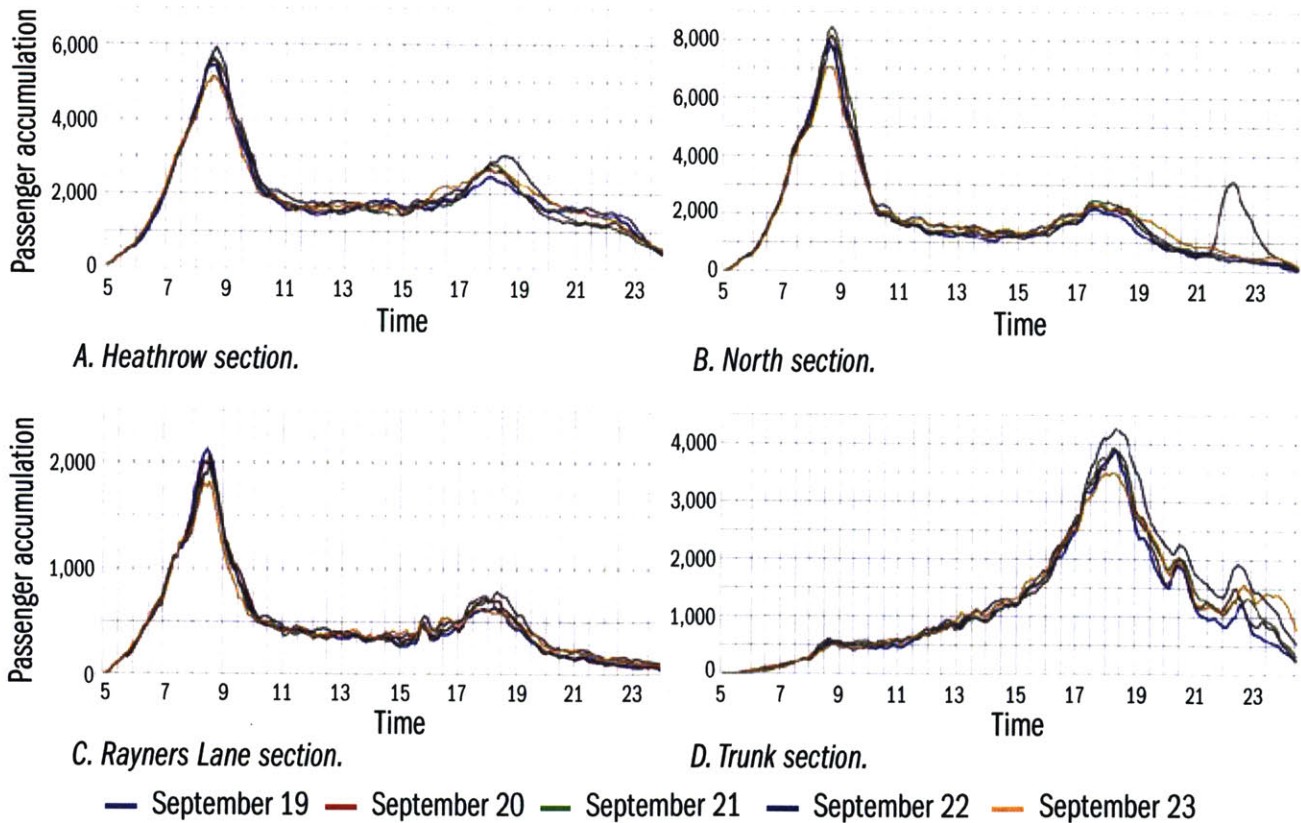 Passenger accumulation
6,000
4,000
2,000
0
5 7 9 11 13 15 17 19 21 23
Time
A. Heathrow section.
8,000
6,000
4,000
2,000
0
5 7 9 11 13 15 17 19 21 23
Time
B. North section.
Passenger accumulation
2,000
1,000
0
5 7 9 11 13 15 17 19 21 23
Time
C. Rayners Lane section.
4,000
3,000
2,000
1,000
0
5 7 9 11 13 15 17 19 21 23
Time
D. Trunk section.
September 19 September 20 September 21 September 22 September 23